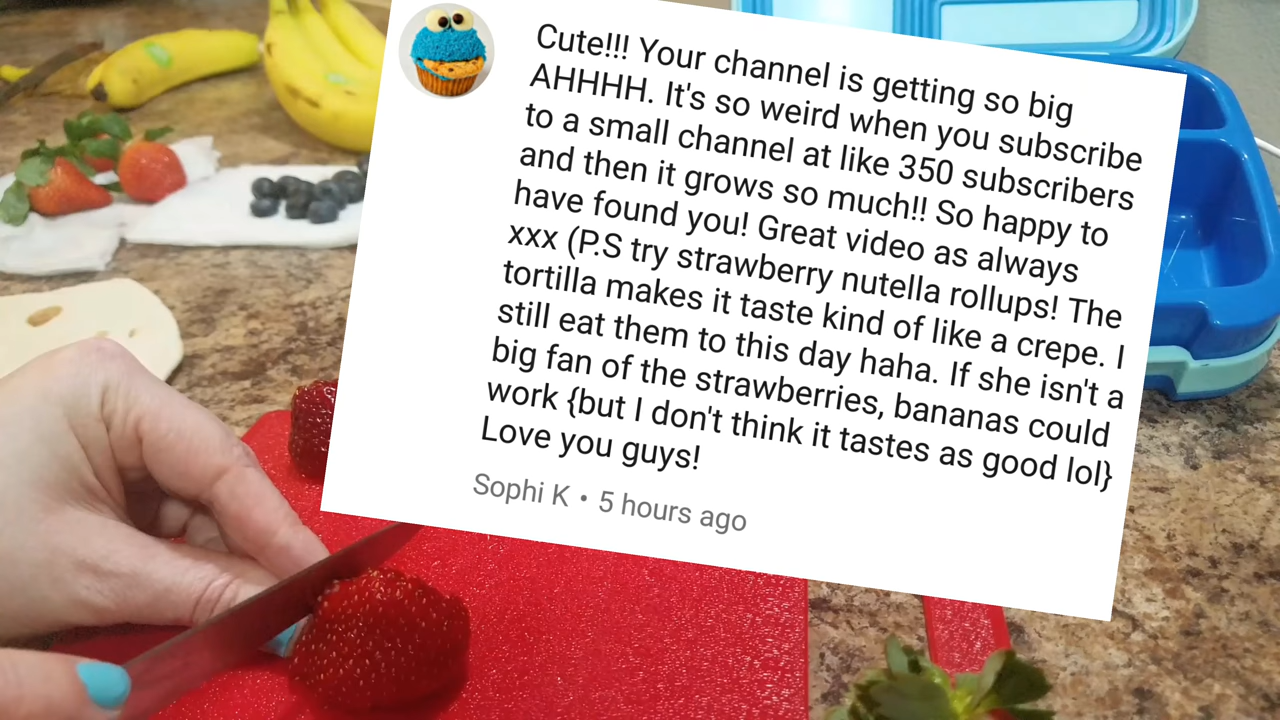 Cute!!! Your channel is getting so big
AHHHH. It's so weird when you subscribe
to a small channel at like 350 subscribers
and then it grows so much!! So happy to
have found you! Great video as always
xxx (P.S try strawberry nutella rollups! The
tortilla makes it taste kind of like a crepe. I
still eat them to this day haha. If she isn't a
big fan of the strawberries, bananas could
work {but I don't think it tastes as good lol}
Love you guys!
Sophi K • 5 hours ago